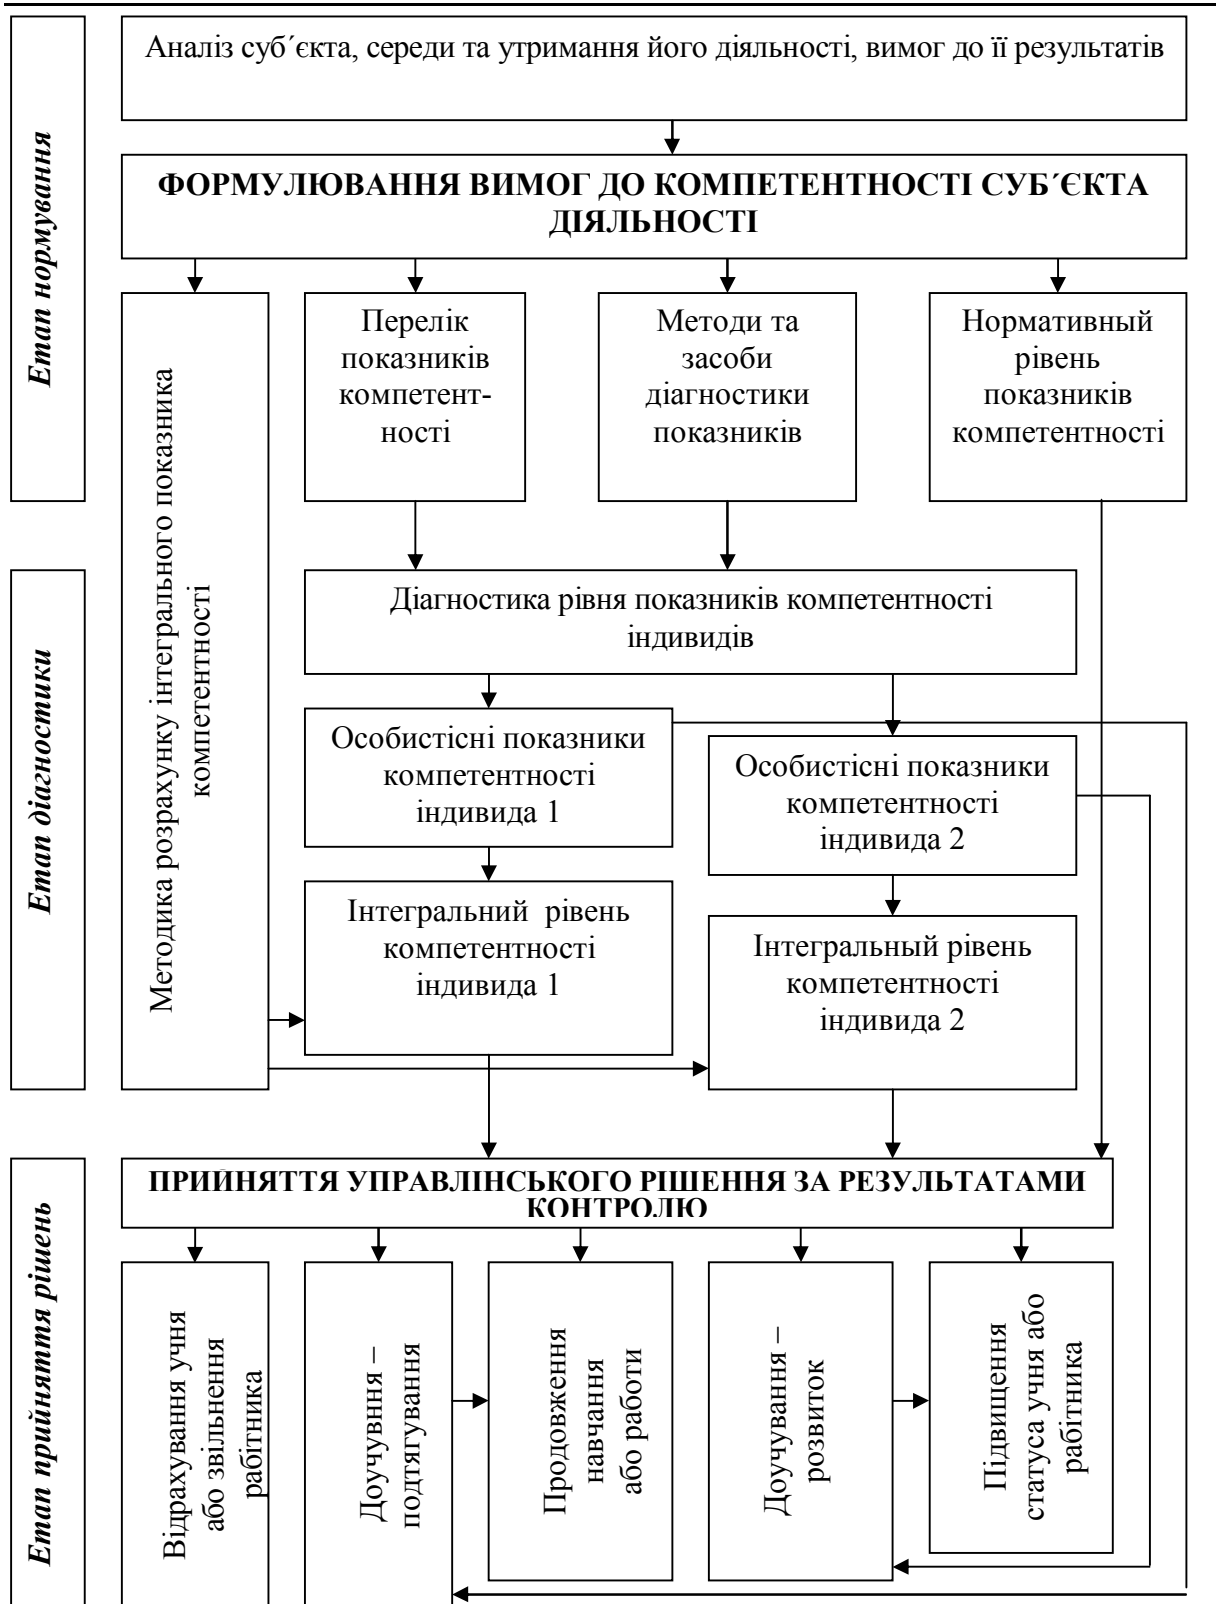 Етап нормування
Аналіз суб´єкта, середи та утримання його діяльності, вимог до її результатів
ФОРМУЛЮВАННЯ ВИМОГ ДО КОМПЕТЕНТНОСТІ СУБ´ЄКТА
ДІЯЛЬНОСТІ
Методика розрахунку інтегрального показника
компетентності
Перелік
показників
компетент-
ності
Методи та
засоби
діагностики
показників
Нормативный
рівень
показників
компетентності
Етап діагностики
Діагностика рівня показників компетентності
індивидів
Особистісні показники
компетентності
індивида 1
Особистісні показники
компетентності
індивида 2
Інтегральний рівень
компетентності
індивида 1
Інтегральный рівень
компетентності
індивида 2
Етап прийняття рішень
ПРИЙНЯТТЯ УПРАВЛІНСЬКОГО РІШЕННЯ ЗА РЕЗУЛЬТАТАМИ
КОНТРОЛЮ
Відрахування учня
або звільнення
рабітника
Доучувння –
подтягування
Продовження
навчання
або работи
Доучування –
розвиток
Підвищення
статуса учня або
рабітника